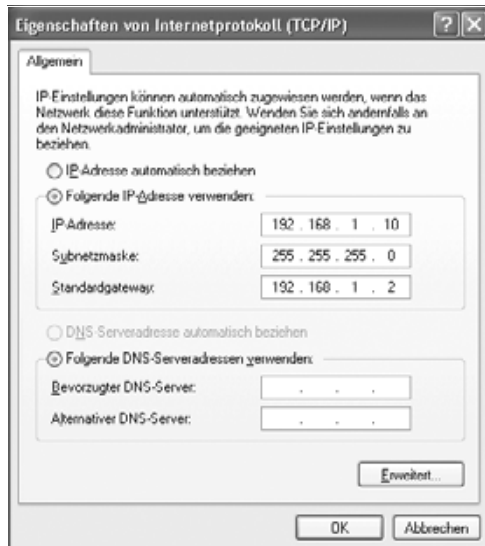 Eigenschaften von Internetprotokoll (TCP/IP)
Allgemein
IP-Einstellungen können automatisch zugewiesen werden, wenn das
Netzwerk diese Funktion unterstützt. Wenden Sie sich andernfalls an
den Netzwerkadministrator, um die geeigneten IP-Einstellungen zu
beziehen.
IP-Adresse automatisch beziehen
Folgende IP-Adresse verwenden:
IP-Adresse: 192 . 168 . 1 . 10
Subnetzmaske: 255 . 255 . 255 . 0
Standardgateway: 192 . 168 . 1 . 2
DNS-Serveradresse automatisch beziehen
Folgende DNS-Serveradressen verwenden:
Bevorzugter DNS-Server: . . .
Alternativer DNS-Server: . . .
Erweitert...
OK Abbrechen